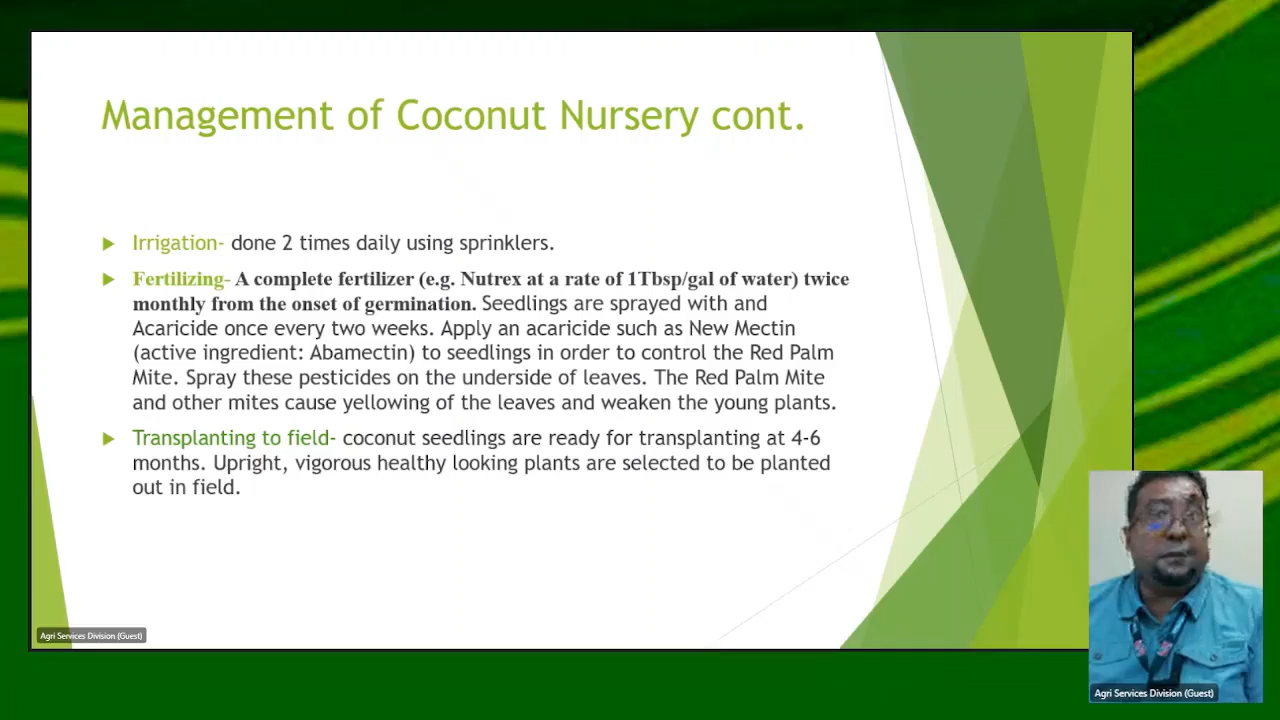 Management of Coconut Nursery cont.
Irrigation- done 2 times daily using sprinklers.
Fertilizing- A complete fertilizer (e.g. Nutrex at a rate of 1Tbsp/gal of water) twice
monthly from the onset of germination. Seedlings are sprayed with and
Acaricide once every two weeks. Apply an acaricide such as New Mectin
(active ingredient: Abamectin) to seedlings in order to control the Red Palm
Mite. Spray these pesticides on the underside of leaves. The Red Palm Mite
and other mites cause yellowing of the leaves and weaken the young plants.
Transplanting to field- coconut seedlings are ready for transplanting at 4-6
months. Upright, vigorous healthy looking plants are selected to be planted
out in field.
Agri Services Division (Guest)
Agri Services Division (Guest)